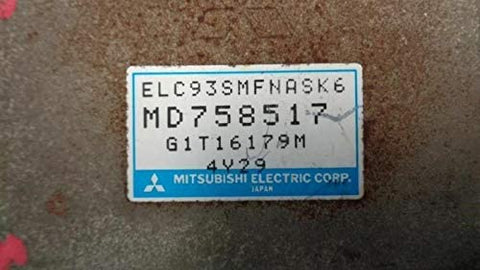 ELC93SMFNASK6
MD758517
G1T16179M
4Y29
MITSUBISHI ELECTRIC CORP.
JAPAN